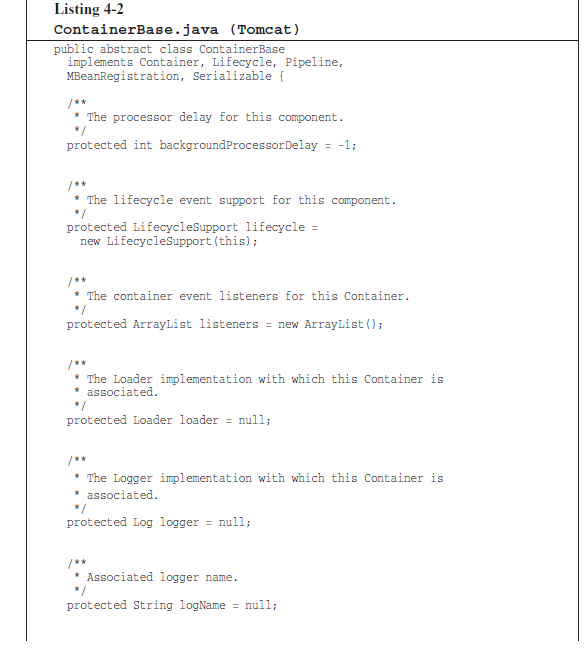 Listing 4-2
ContainerBase.java (Tomcat)
public abstract class ContainerBase
implements Container, Lifecycle, Pipeline,
MBeanRegistration, Serializable {
/**
* The processor delay for this component.
*/
protected int backgroundProcessorDelay = -1;
/**
* The lifecycle event support for this component.
*/
protected LifecycleSupport lifecycle =
new LifecycleSupport(this);
/**
* The container event listeners for this Container.
*/
protected ArrayList listeners = new ArrayList();
/**
* The Loader implementation with which this Container is
* associated.
*/
protected Loader loader = null;
/**
* The Logger implementation with which this Container is
* associated.
*/
protected Log logger = null;
/**
* Associated logger name.
*/
protected String logName = null;